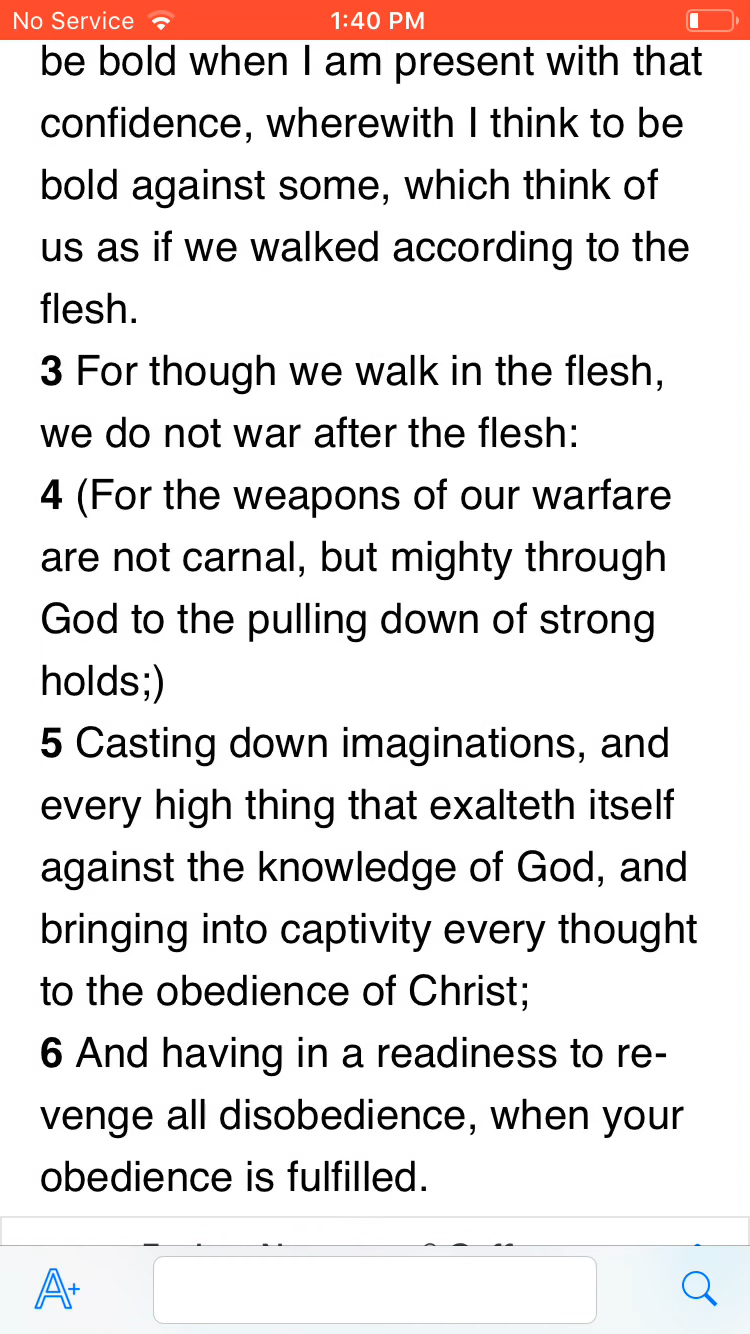 No Service 1:40 PM
be bold when I am present with that
confidence, wherewith I think to be
bold against some, which think of
us as if we walked according to the
flesh.
3 For though we walk in the flesh,
we do not war after the flesh:
4 (For the weapons of our warfare
are not carnal, but mighty through
God to the pulling down of strong
holds;)
5 Casting down imaginations, and
every high thing that exalteth itself
against the knowledge of God, and
bringing into captivity every thought
to the obedience of Christ;
6 And having in a readiness to re-
venge all disobedience, when your
obedience is fulfilled.
A+